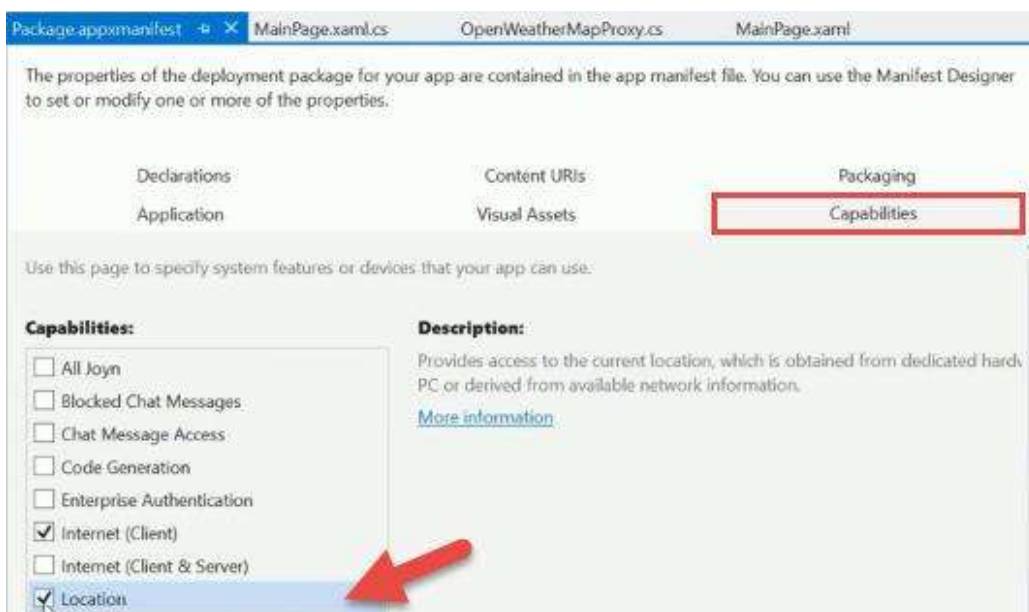 Package.appxmanifest MainPage.xaml.cs OpenWeatherMapProxy.cs MainPage.xaml
The properties of the deployment package for your app are contained in the app manifest file. You can use the Manifest Designer
to set or modify one or more of the properties.
Declarations Content URIs Packaging
Application Visual Assets Capabilities
Use this page to specify system features or devices that your app can use.
Capabilities: Description:
Provides access to the current location, which is obtained from dedicated hardw
PC or derived from available network information.
More information
All Joyn
Blocked Chat Messages
Chat Message Access
Code Generation
Enterprise Authentication
Internet (Client)
Internet (Client & Server)
Location